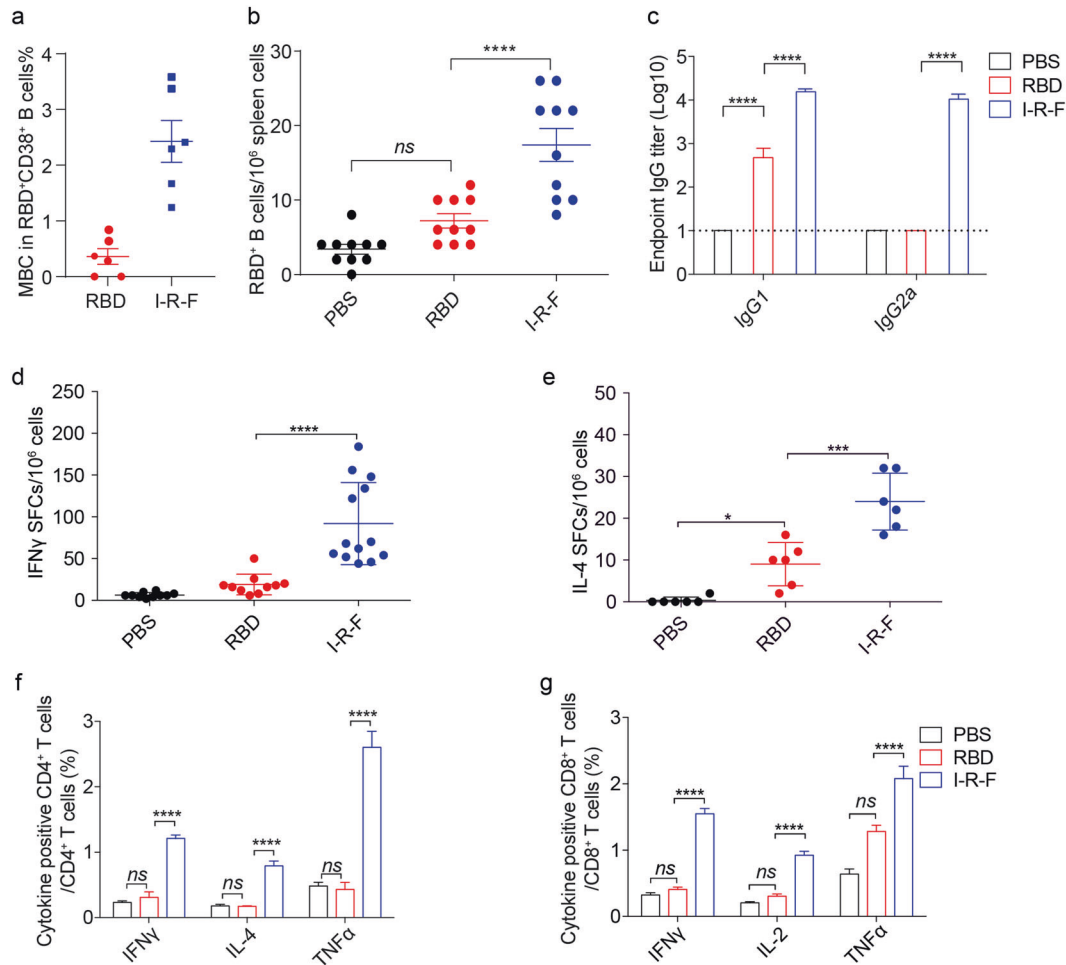 a
MBC in RBD⁺CD38⁺ B cells%
4
3
2
1
0
RBD
I-R-F
b
RBD⁺ B cells/10⁶ spleen cells
30
20
10
0
ns
****
PBS
RBD
I-R-F
c
Endpoint IgG titer (Log10)
5
4
3
2
1
0
****
****
****
IgG1
IgG2a
PBS
RBD
I-R-F
d
IFNγ SFCs/10⁶ cells
250
200
150
100
50
0
****
PBS
RBD
I-R-F
e
IL-4 SFCs/10⁶ cells
50
40
30
20
10
0
*
***
PBS
RBD
I-R-F
f
Cytokine positive CD4⁺ T cells
/CD4⁺ T cells (%)
3
2
1
0
ns
****
ns
****
ns
****
IFNγ
IL-4
TNFα
g
Cytokine positive CD8⁺ T cells
/CD8⁺ T cells (%)
3
2
1
0
ns
****
ns
****
ns
****
IFNγ
IL-2
TNFα
PBS
RBD
I-R-F